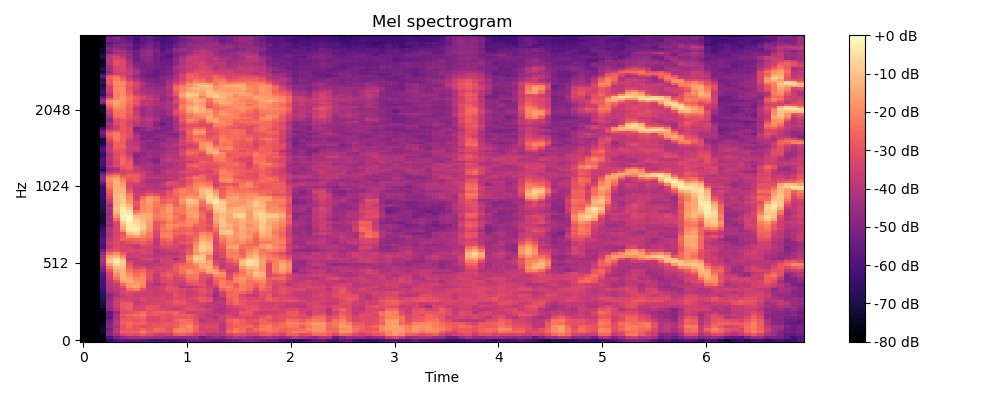 Mel spectrogram
+0 dB
-10 dB
-20 dB
-30 dB
-40 dB
-50 dB
-60 dB
-70 dB
-80 dB
Hz
2048
1024
512
0
0 1 2 3 4 5 6
Time